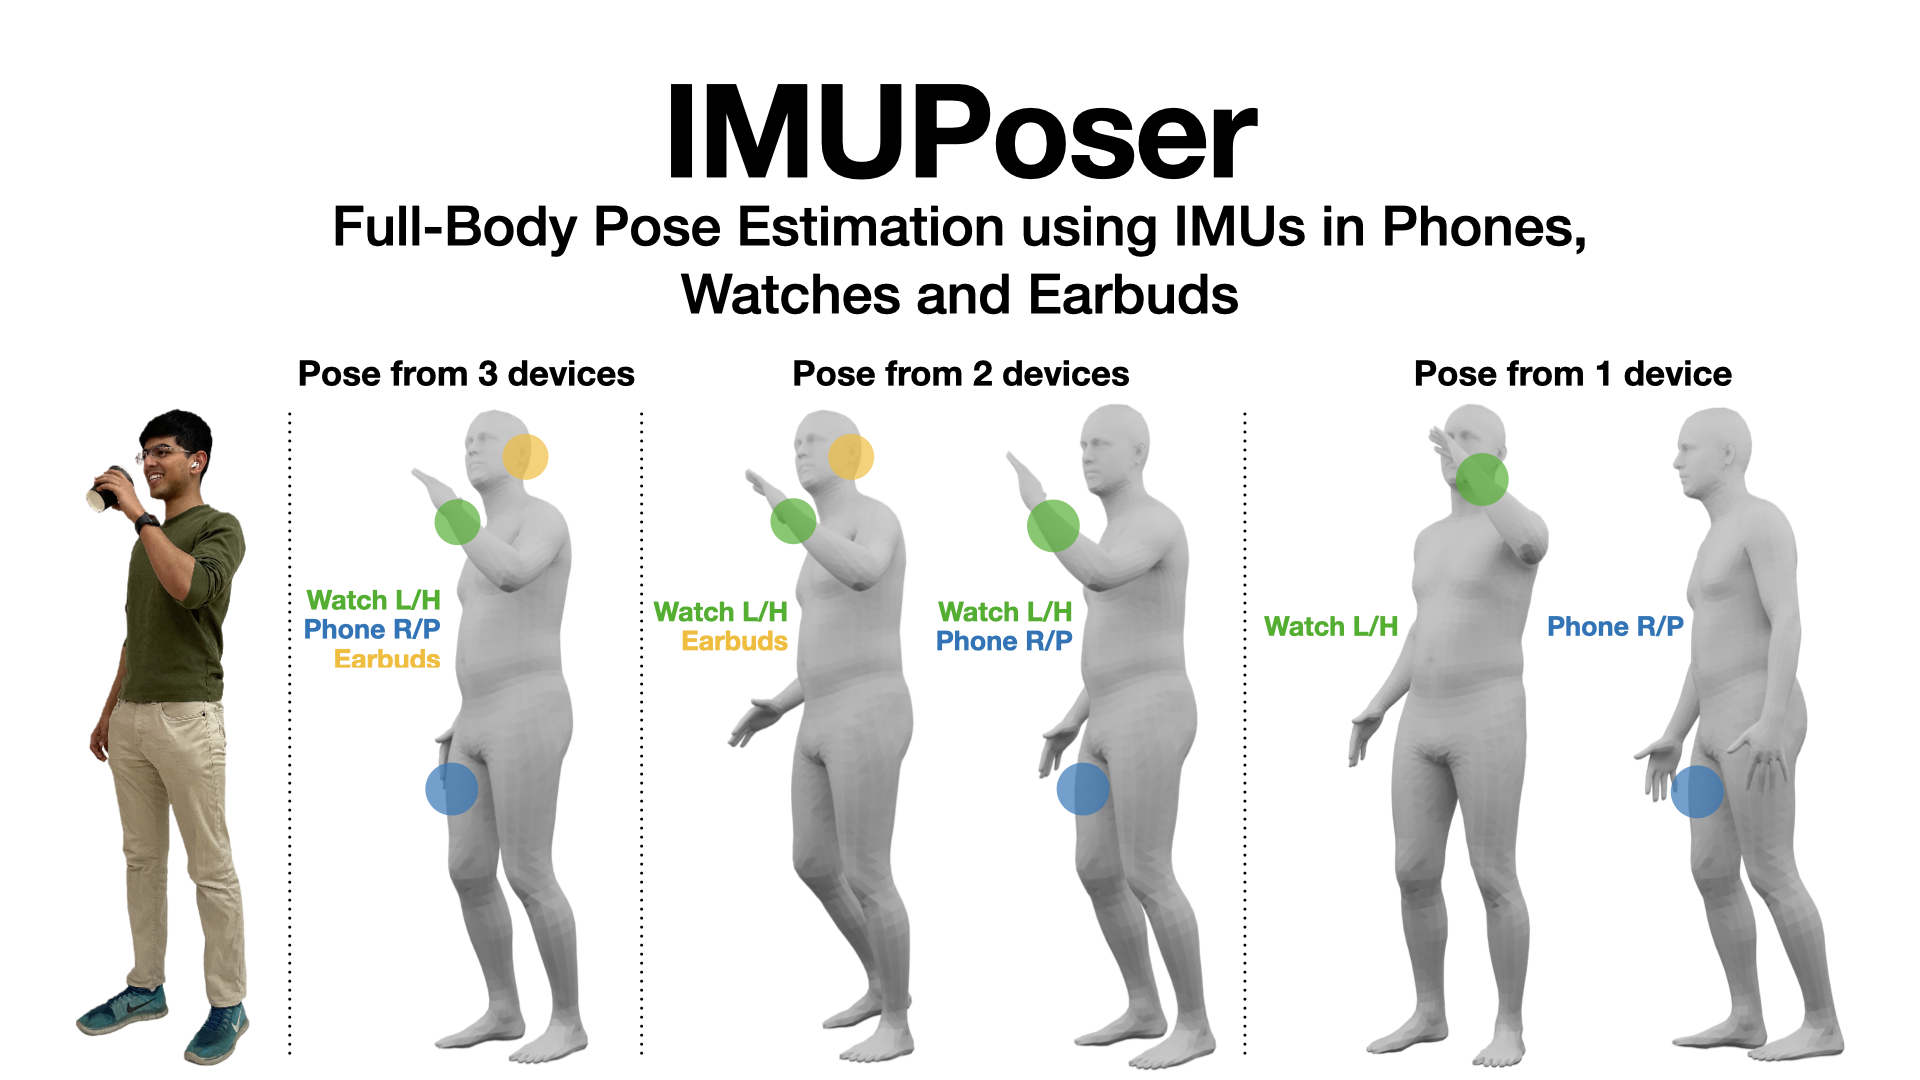 IMUPoser
Full-Body Pose Estimation using IMUs in Phones,
Watches and Earbuds
Pose from 3 devices
Watch L/H
Phone R/P
Earbuds
Pose from 2 devices
Watch L/H
Earbuds
Watch L/H
Phone R/P
Pose from 1 device
Watch L/H
Phone R/P